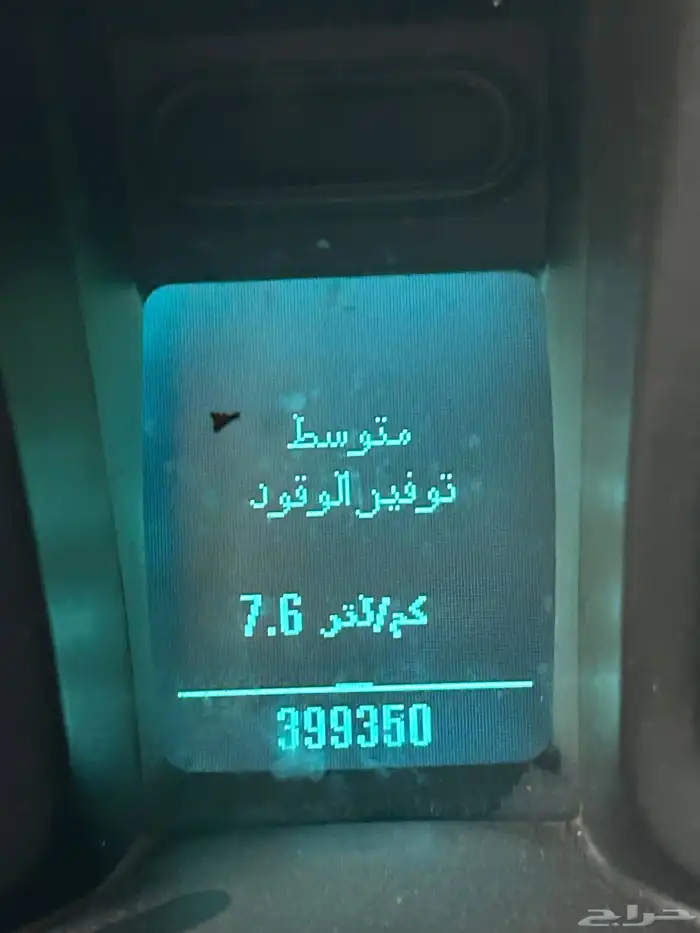 متوسط
توفير الوقود
7.6 كم/لتر
399350
حراج